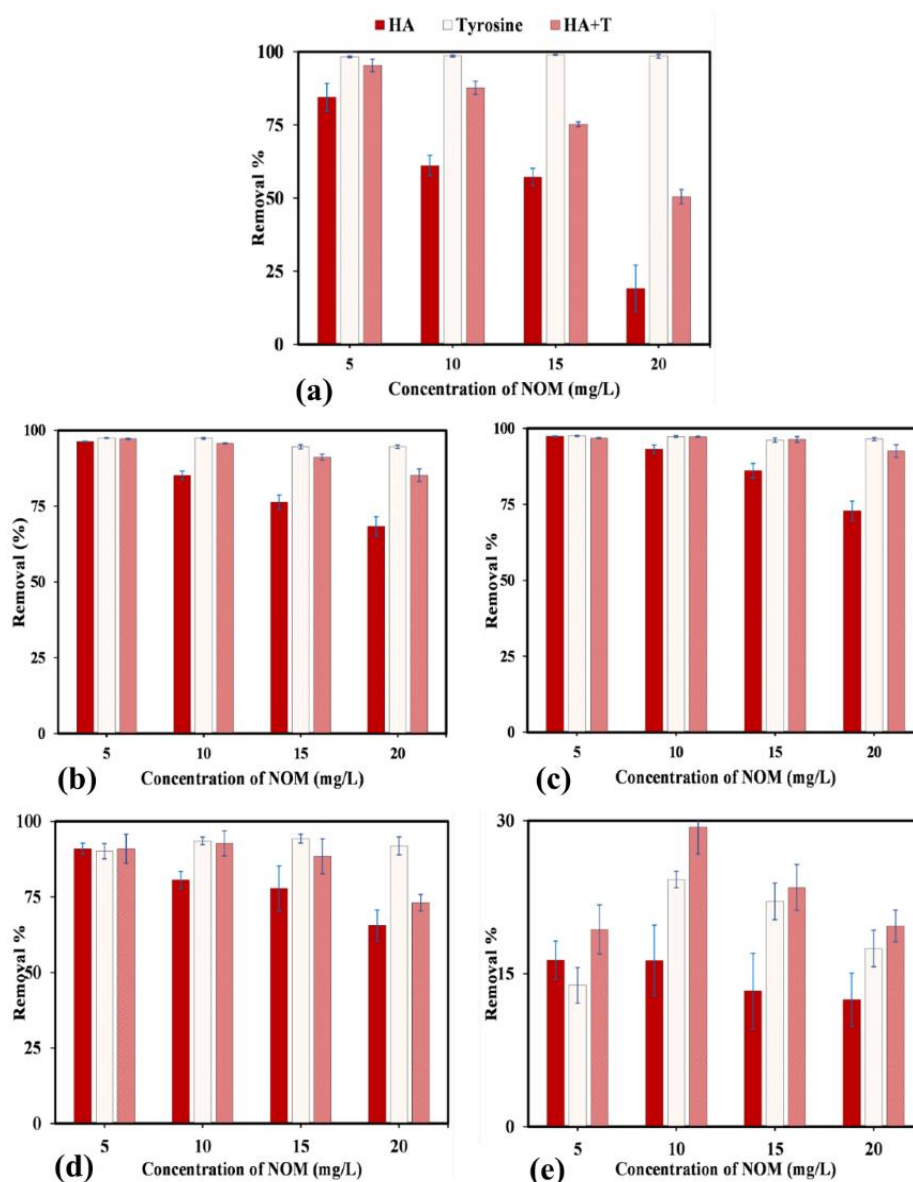 HA Tyrosine HA+T
100
75
50
25
0
Removal %
5 10 15 20
(a) Concentration of NOM (mg/L)
100
75
50
25
0
Removal (%)
5 10 15 20
(b) Concentration of NOM (mg/L)
100
75
50
25
0
Removal %
5 10 15 20
(c) Concentration of NOM (mg/L)
100
75
50
25
0
Removal %
5 10 15 20
(d) Concentration of NOM (mg/L)
30
15
0
Removal %
5 10 15 20
(e) Concentration of NOM (mg/L)